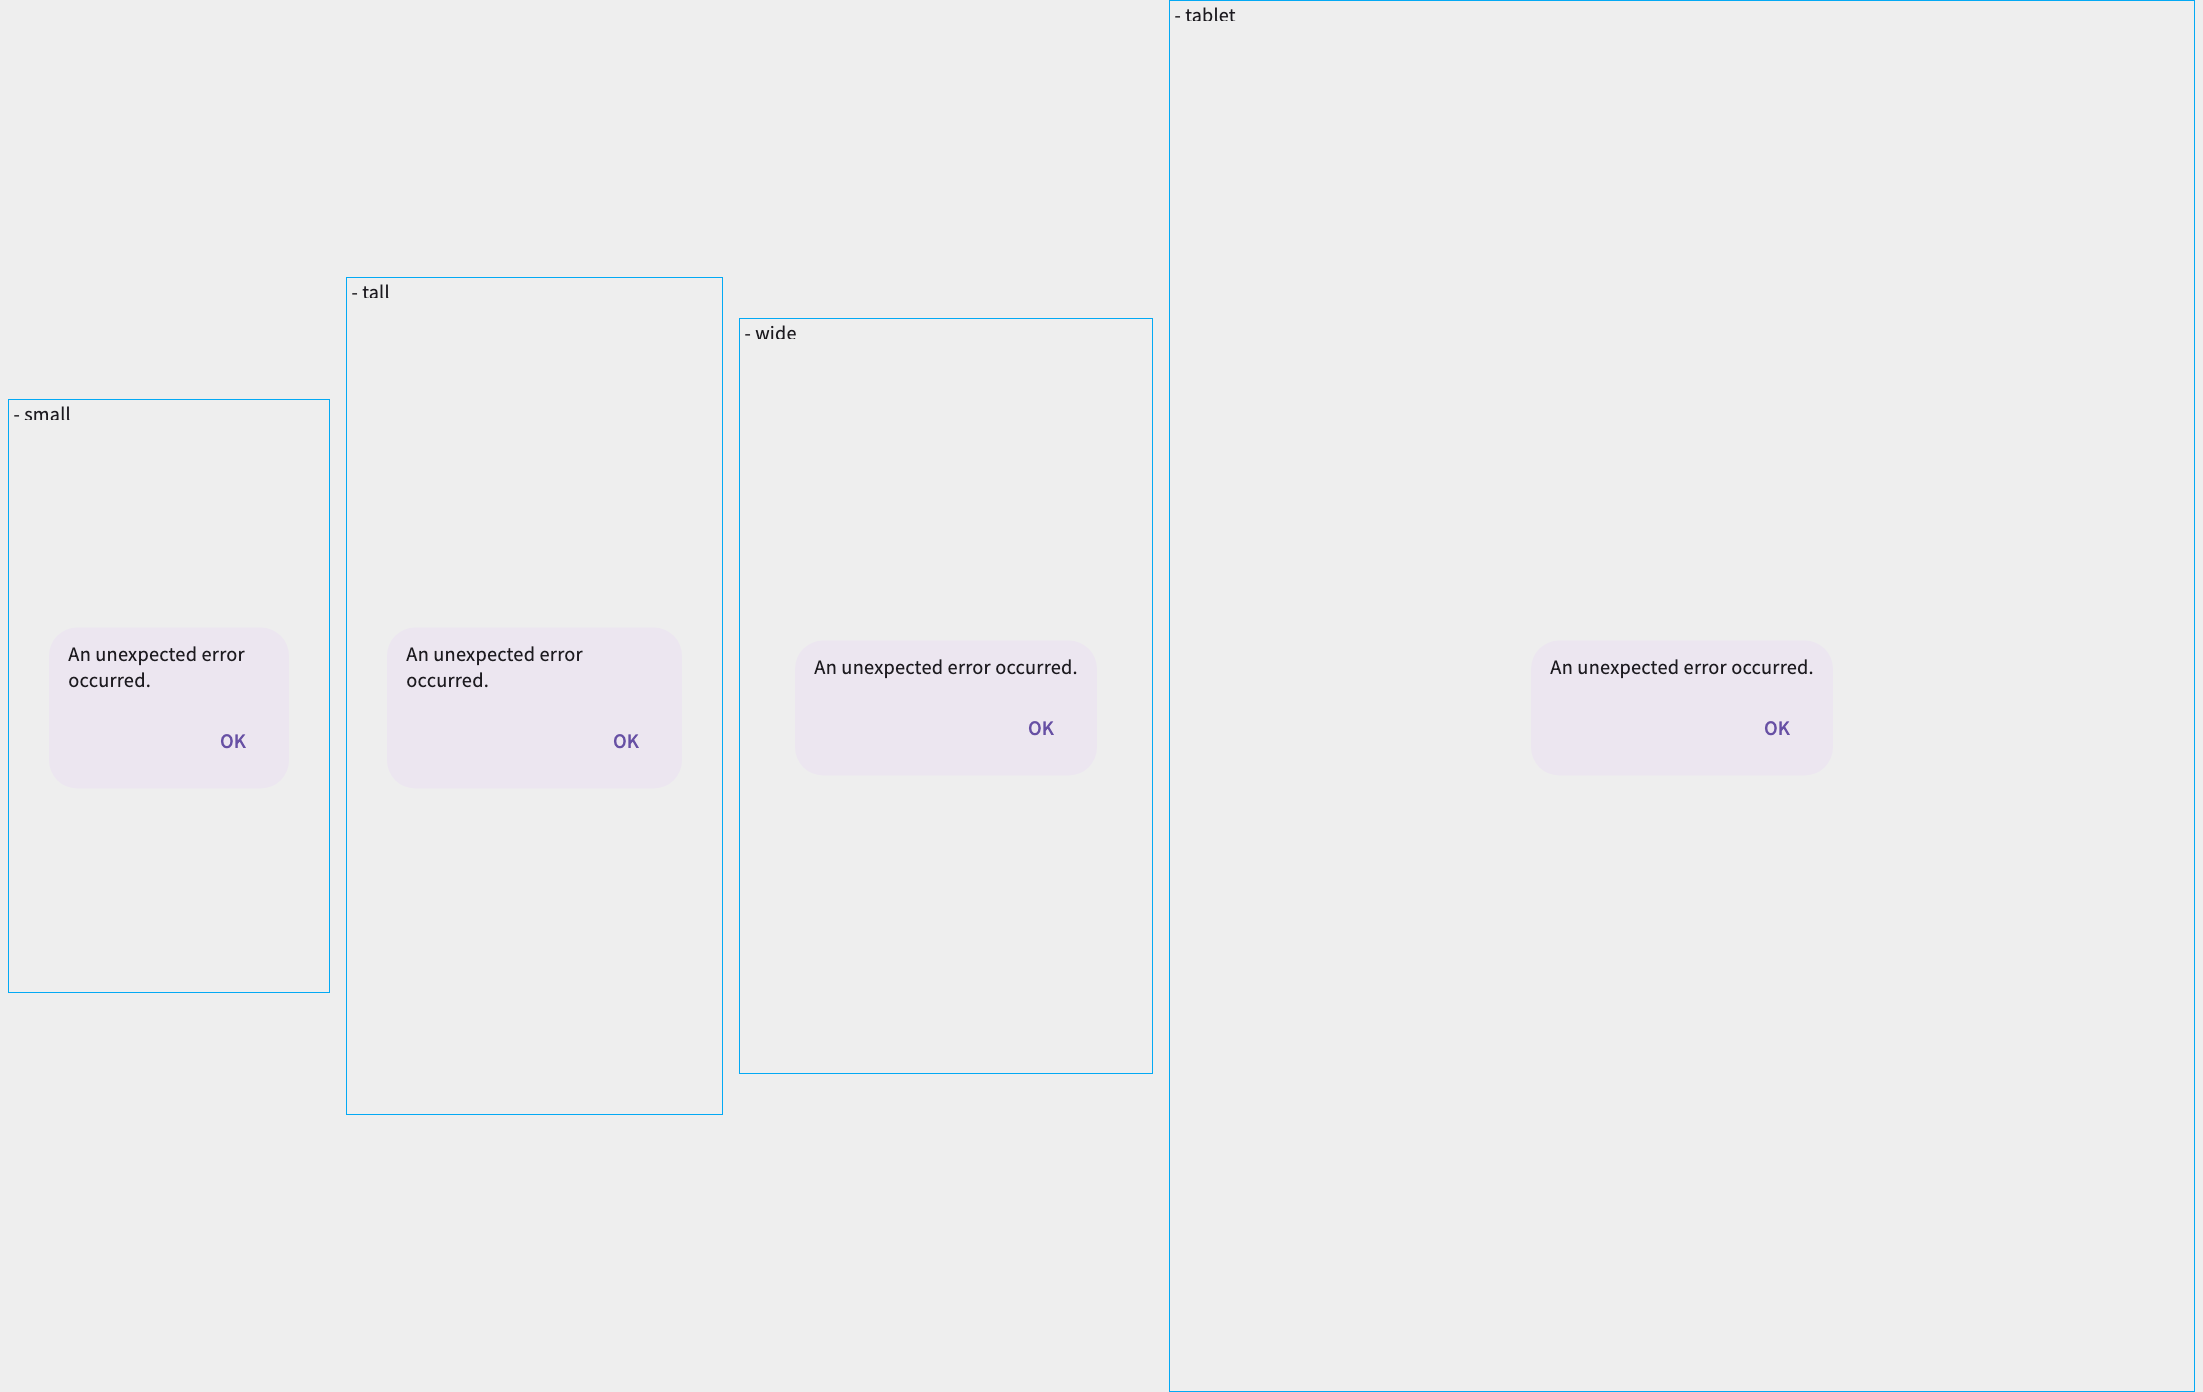 - small
An unexpected error
occurred.
OK
- tall
An unexpected error
occurred.
OK
- wide
An unexpected error occurred.
OK
- tablet
An unexpected error occurred.
OK